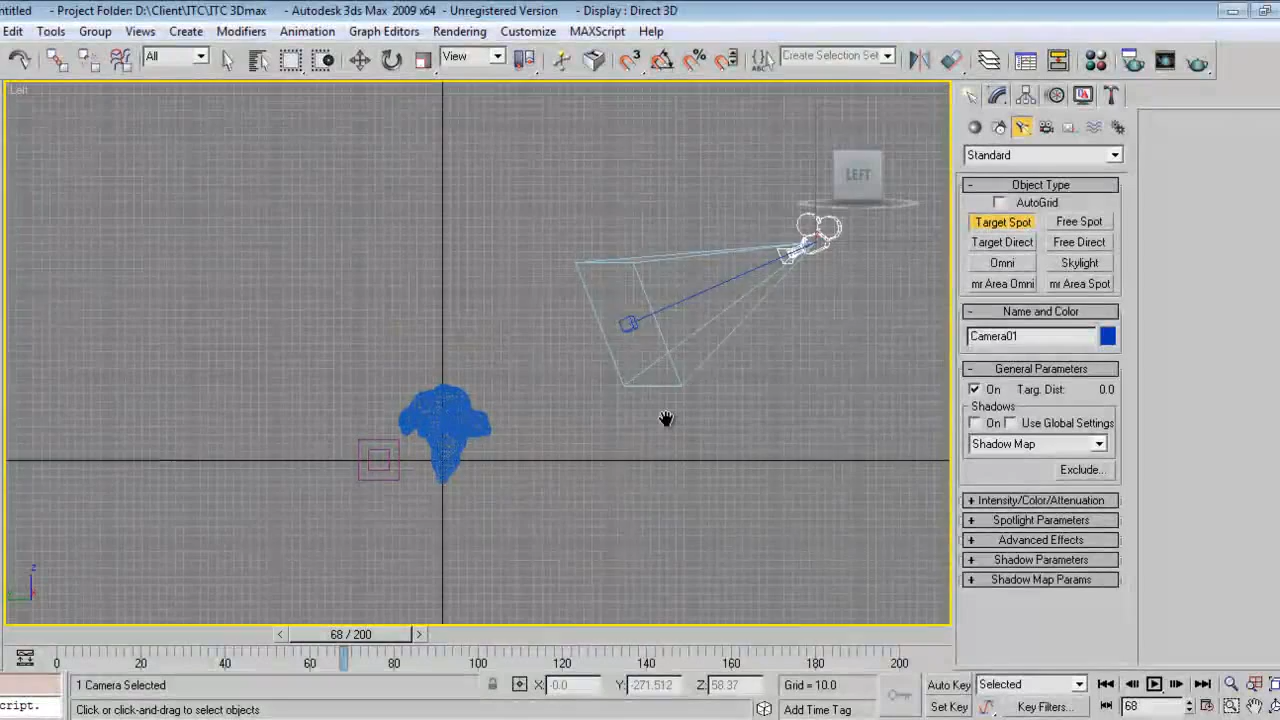 ntitled - Project Folder: D:\Client\ITC\ITC 3Dmax - Autodesk 3ds Max 2009 x64 - Unregistered Version - Display : Direct 3D
Edit Tools Group Views Create Modifiers Animation Graph Editors Rendering Customize MAXScript Help
All View Create Selection Set
Left
LEFT
Standard
- Object Type
AutoGrid
Target Spot Free Spot
Target Direct Free Direct
Omni Skylight
mr Area Omni mr Area Spot
- Name and Color
Camera01
- General Parameters
On Targ. Dist: 0.0
Shadows
On Use Global Settings
Shadow Map
Exclude...
+ Intensity/Color/Attenuation
+ Spotlight Parameters
+ Advanced Effects
+ Shadow Parameters
+ Shadow Map Params
z
< 68 / 200 >
0 20 40 60 80 100 120 140 160 180 200
1 Camera Selected X: -0.0 Y: -271.512 Z: 58.37 Grid = 10.0 Auto Key Selected
cript. Click or click-and-drag to select objects Add Time Tag Set Key Key Filters... 68